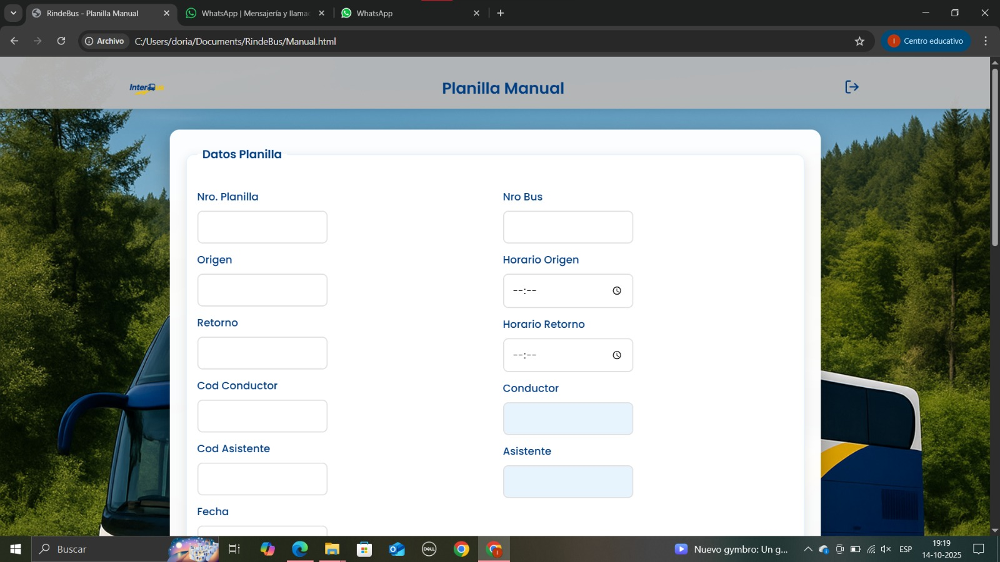 RindeBus - Planilla Manual
WhatsApp | Mensajería y llamac
WhatsApp
Archivo
C:/Users/doria/Documents/RindeBus/Manual.html
I
Centro educativo
Inter
Planilla Manual
Datos Planilla
Nro. Planilla
Nro Bus
Origen
Horario Origen
--:--
Retorno
Horario Retorno
--:--
Cod Conductor
Conductor
Cod Asistente
Asistente
Fecha
Buscar
DELL
Nuevo gymbro: Un g...
ESP
19:19
14-10-2025